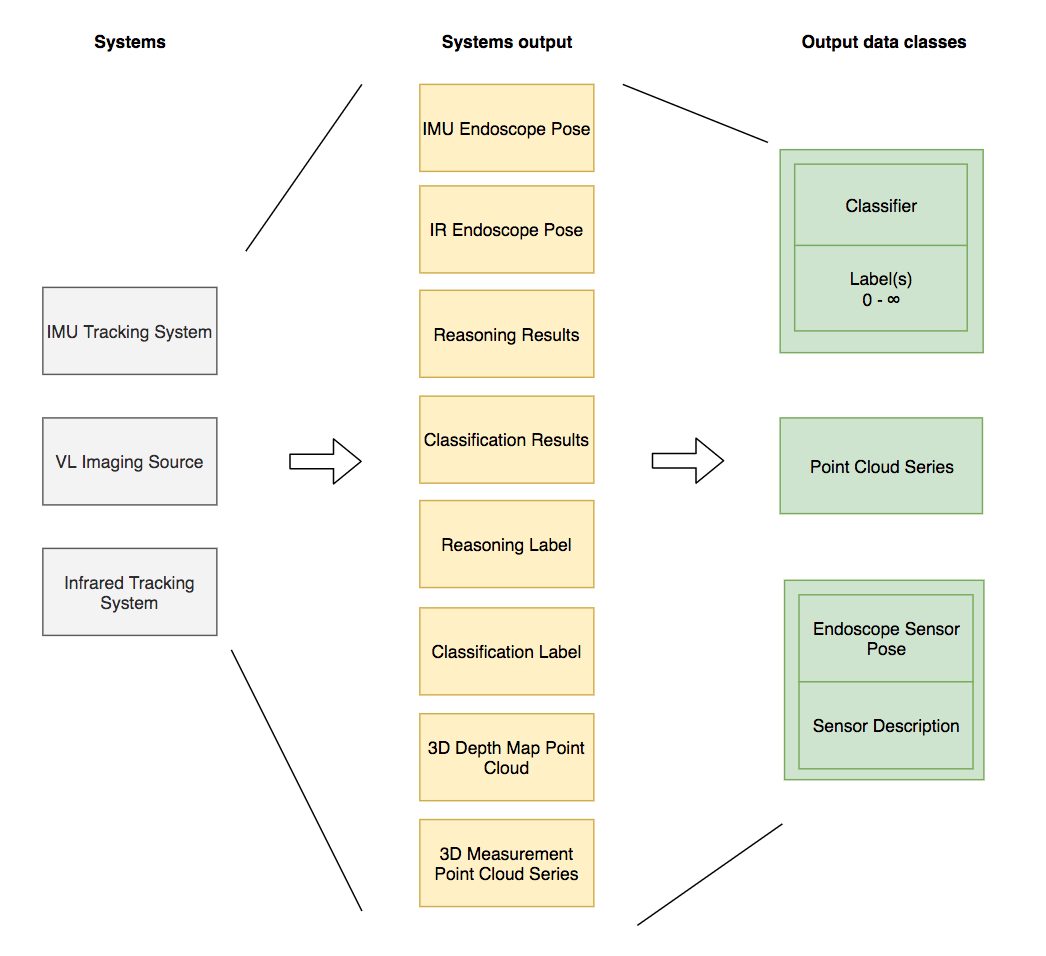 Systems
Systems output
Output data classes
IMU Tracking System
VL Imaging Source
Infrared Tracking
System
IMU Endoscope Pose
IR Endoscope Pose
Reasoning Results
Classification Results
Reasoning Label
Classification Label
3D Depth Map Point
Cloud
3D Measurement
Point Cloud Series
Classifier
Label(s)
0 - ∞
Point Cloud Series
Endoscope Sensor
Pose
Sensor Description